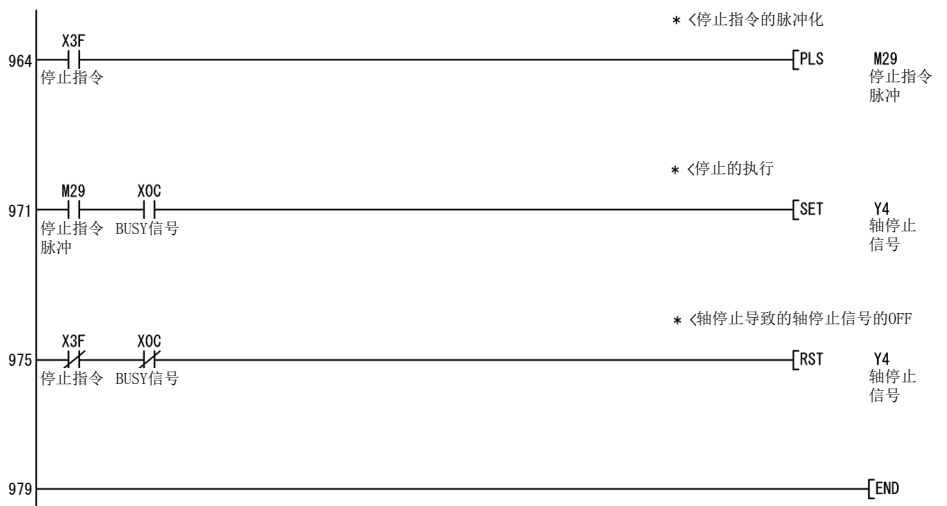 * <停止指令的脉冲化
X3F
964
[PLS M29
停止指令
停止指令
脉冲
* <停止的执行
M29 X0C
971
[SET Y4
停止指令 BUSY信号
脉冲
轴停止
信号
* <轴停止导致的轴停止信号的OFF
X3F X0C
975
[RST Y4
停止指令 BUSY信号
轴停止
信号
979
[END